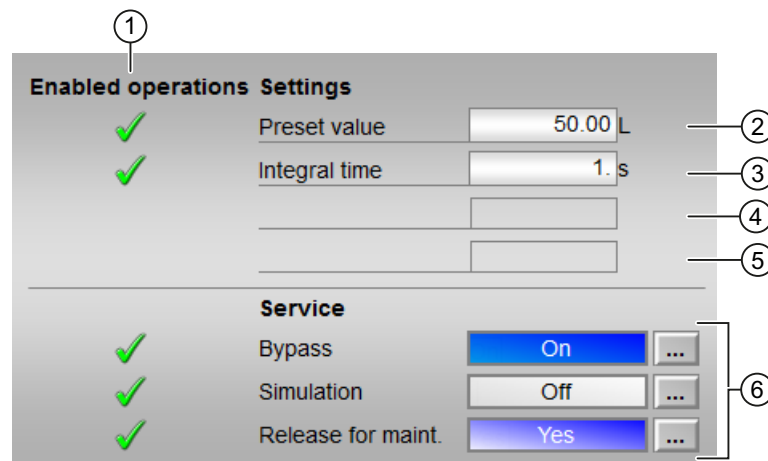 1
Enabled operations Settings
Preset value 50.00 L 2
Integral time 1. s 3
4
5
Service
Bypass On ...
Simulation Off ... 6
Release for maint. Yes ...